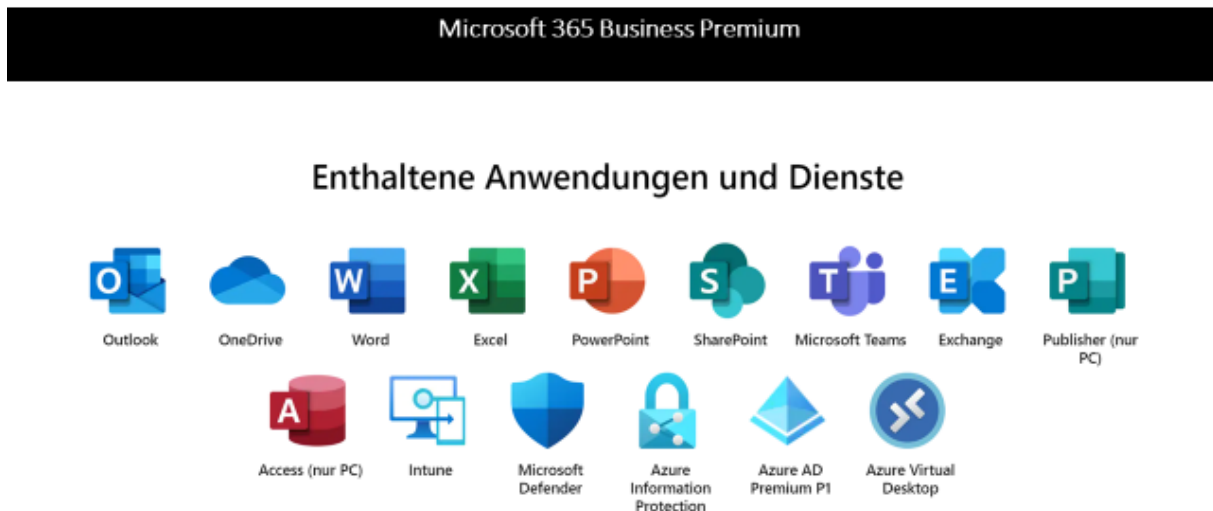 Microsoft 365 Business Premium
Enthaltene Anwendungen und Dienste
O
W
X
P
S
T
E
P
Outlook
OneDrive
Word
Excel
PowerPoint
SharePoint
Microsoft Teams
Exchange
Publisher (nur
PC)
A
Access (nur PC)
Intune
Microsoft
Defender
Azure
Information
Protection
Azure AD
Premium P1
Azure Virtual
Desktop